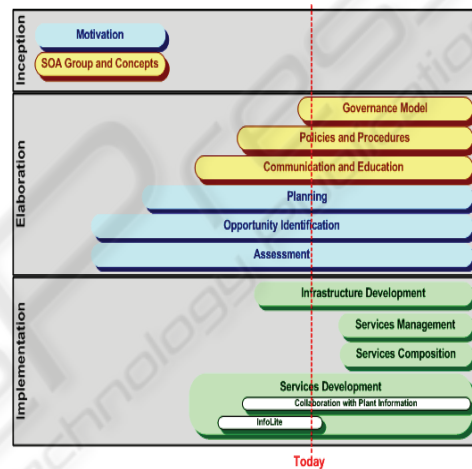 Inception
Motivation
SOA Group and Concepts
Elaboration
Governance Model
Policies and Procedures
Communication and Education
Planning
Opportunity Identification
Assessment
Implementation
Infrastructure Development
Services Management
Services Composition
Services Development
Collaboration with Plant Information
InfoLite
Today